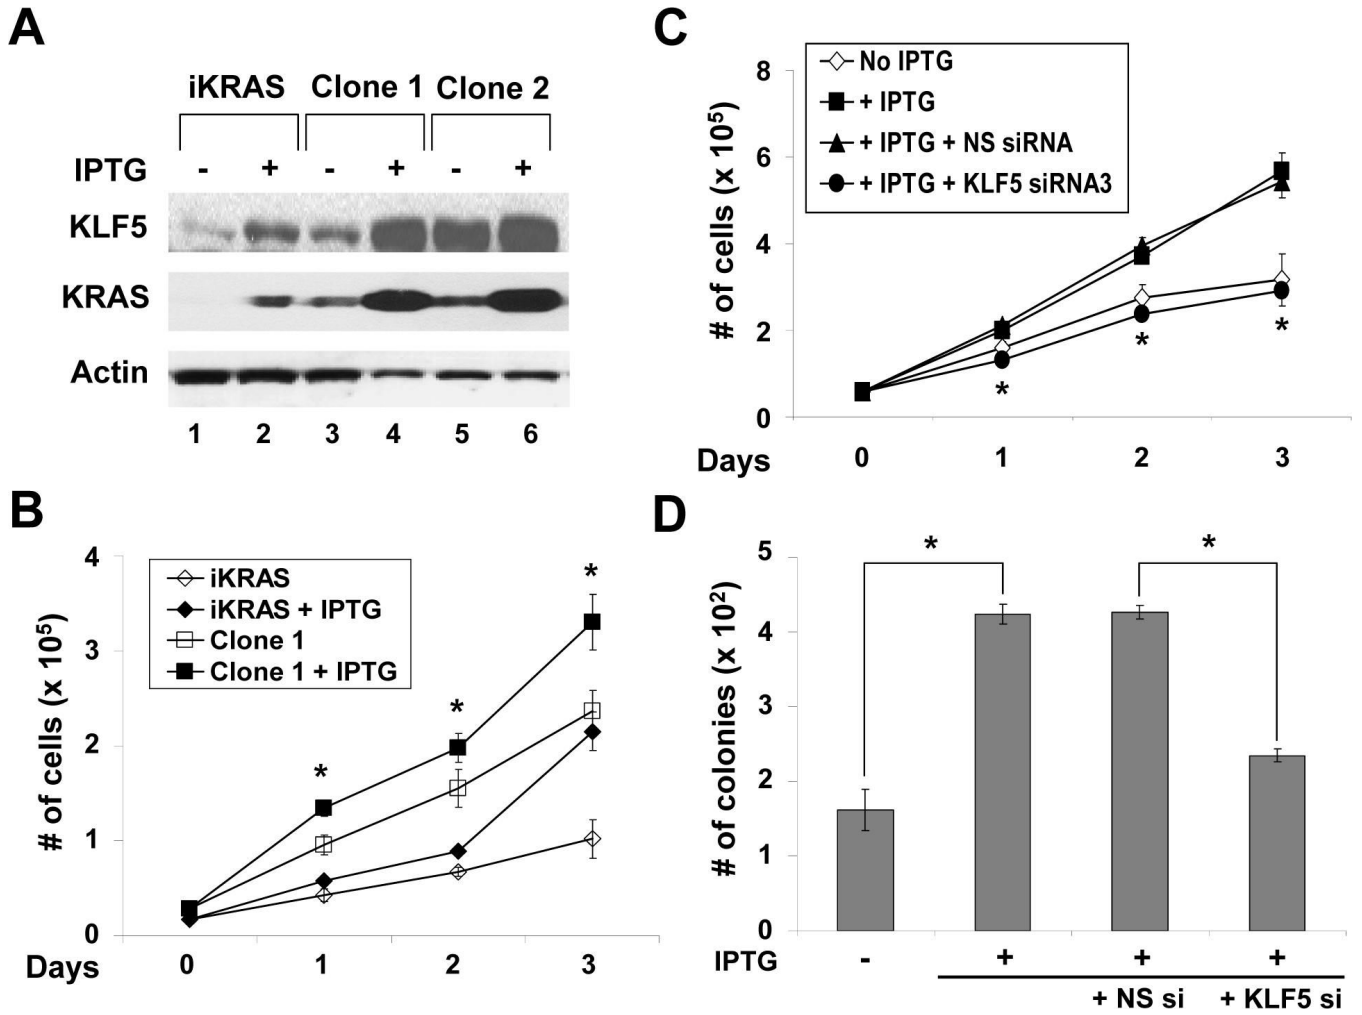 A
iKRAS Clone 1 Clone 2
IPTG - + - + - +
KLF5
KRAS
Actin
1 2 3 4 5 6
B
4
3
2
1
0
# of cells (x 10⁵)
iKRAS
iKRAS + IPTG
Clone 1
Clone 1 + IPTG
* * *
Days 0 1 2 3
C
8
6
4
2
0
# of cells (x 10⁵)
No IPTG
+ IPTG
+ IPTG + NS siRNA
+ IPTG + KLF5 siRNA3
* * *
Days 0 1 2 3
D
5
4
3
2
1
0
# of colonies (x 10²)
* *
IPTG - + + +
+ NS si + KLF5 si